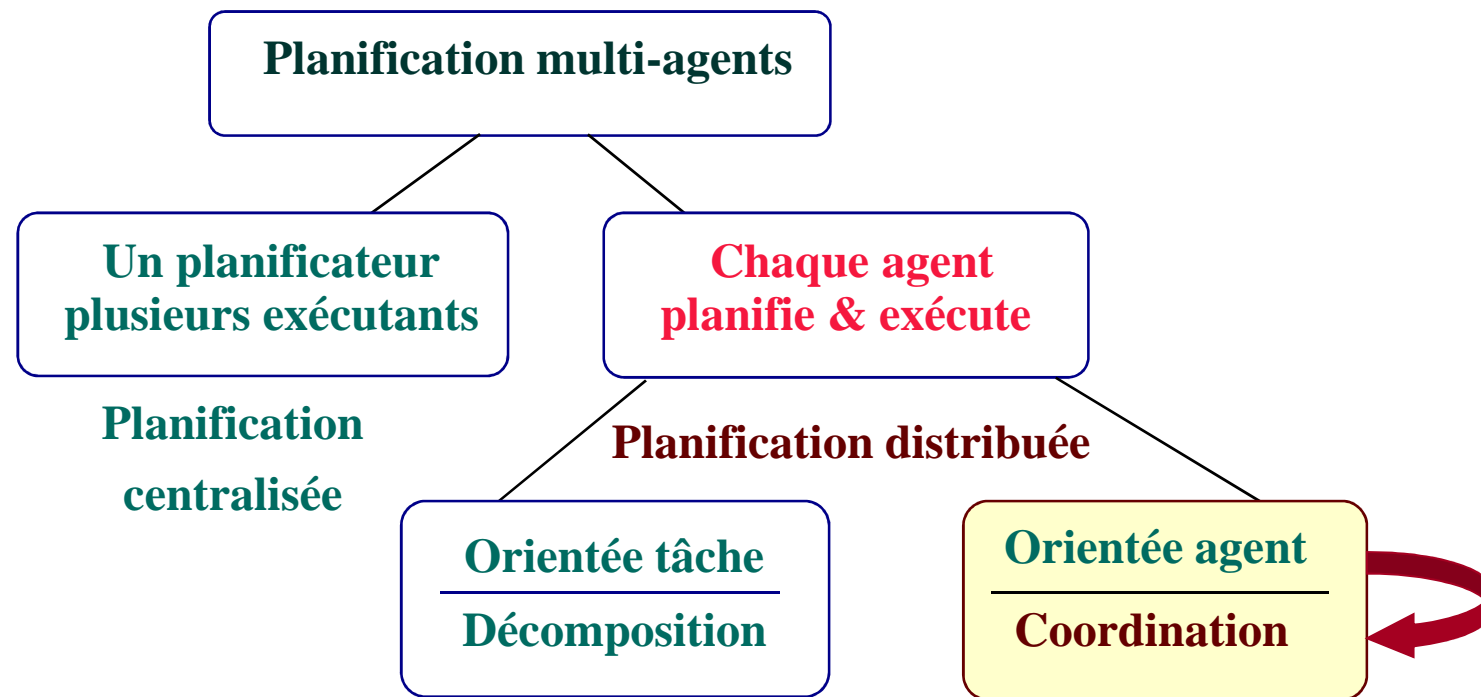 Planification multi-agents
Un planificateur
plusieurs exécutants
Chaque agent
planifie & exécute
Planification
centralisée
Planification distribuée
Orientée tâche
Décomposition
Orientée agent
Coordination